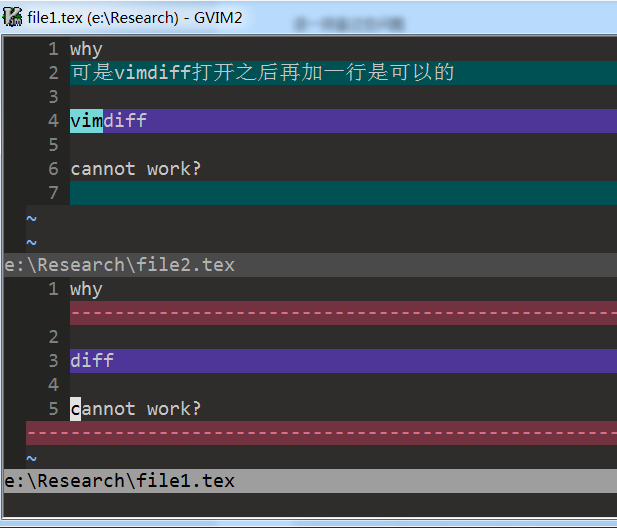 file1.tex (e:\Research) - GVIM2
1 why
2 可是vimdiff打开之后再加一行是可以的
3
4 vimdiff
5
6 cannot work?
7
~
~
e:\Research\file2.tex
1 why
--------------------------------------------------
2
3 diff
4
5 cannot work?
------------------------------------------------------
~
e:\Research\file1.tex